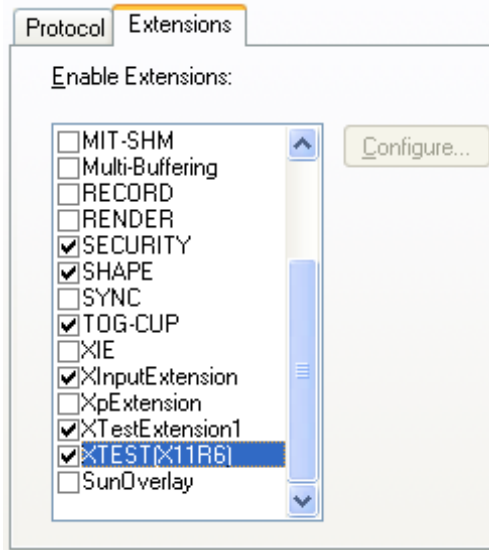 Protocol Extensions
Enable Extensions:
MIT-SHM
Configure...
Multi-Buffering
RECORD
RENDER
SECURITY
SHAPE
SYNC
TOG-CUP
XIE
XInputExtension
XpExtension
XTestExtension1
XTEST(X11R6)
SunOverlay